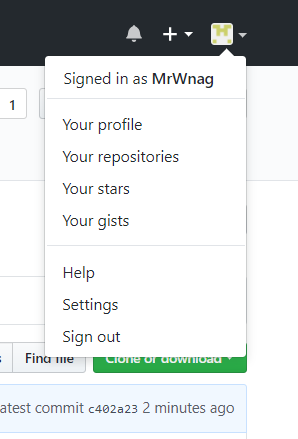 1
Signed in as MrWnag
Your profile
Your repositories
Your stars
Your gists
Help
Settings
Sign out
Find file
Clone or download
latest commit c402a23 2 minutes ago